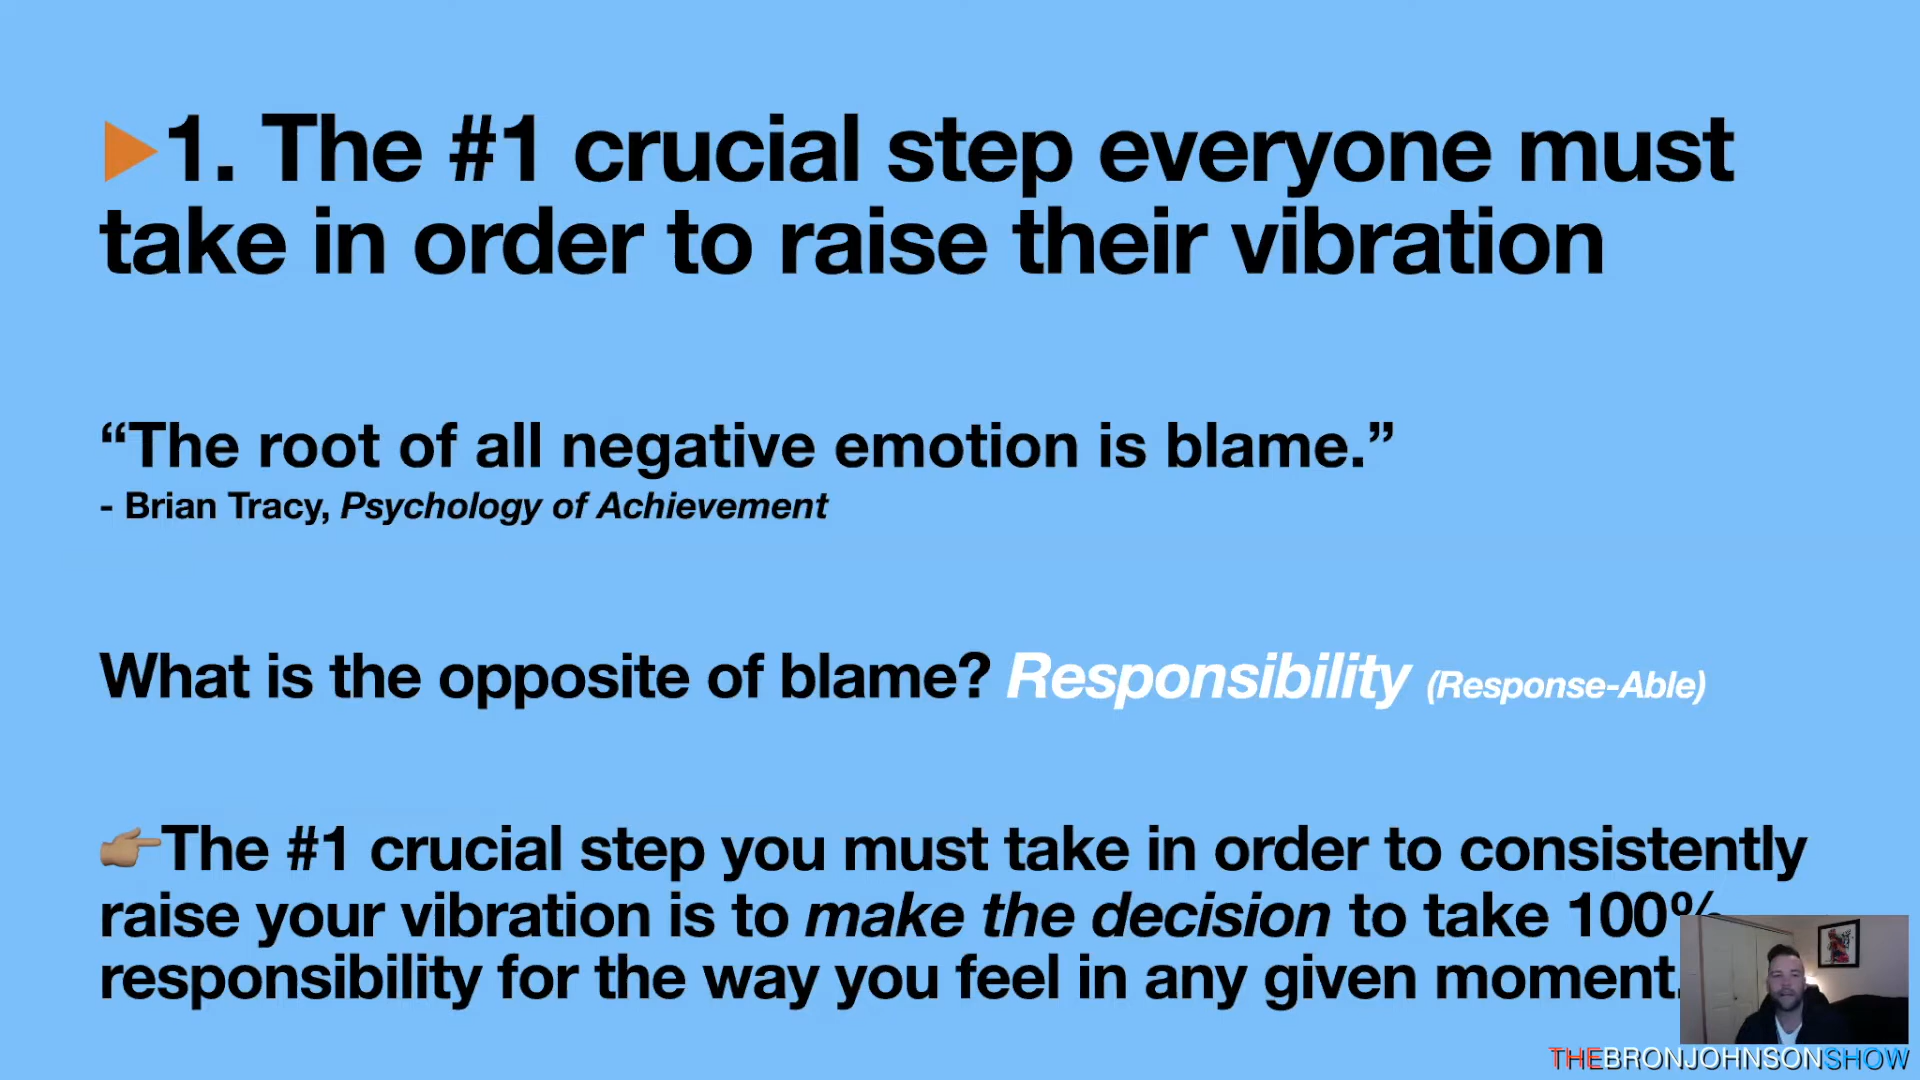 1. The #1 crucial step everyone must
take in order to raise their vibration
“The root of all negative emotion is blame.”
- Brian Tracy, Psychology of Achievement
What is the opposite of blame? Responsibility (Response-Able)
The #1 crucial step you must take in order to consistently
raise your vibration is to make the decision to take 100%
responsibility for the way you feel in any given moment.
THEBRONJOHNSONSHOW